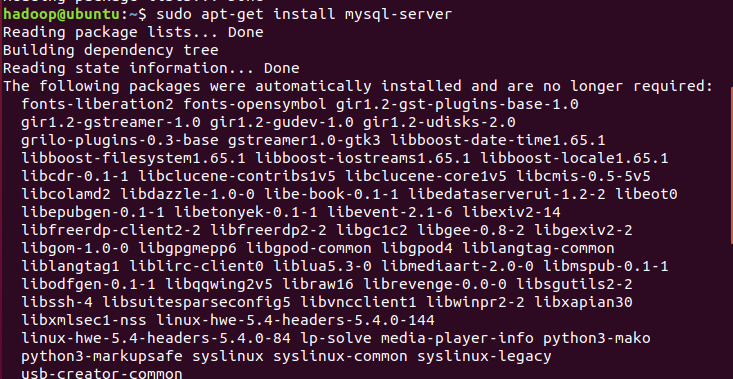 hadoop@ubuntu:~$ sudo apt-get install mysql-server
Reading package lists... Done
Building dependency tree
Reading state information... Done
The following packages were automatically installed and are no longer required:
  fonts-liberation2 fonts-opensymbol gir1.2-gst-plugins-base-1.0
  gir1.2-gstreamer-1.0 gir1.2-gudev-1.0 gir1.2-udisks-2.0
  grilo-plugins-0.3-base gstreamer1.0-gtk3 libboost-date-time1.65.1
  libboost-filesystem1.65.1 libboost-iostreams1.65.1 libboost-locale1.65.1
  libcdr-0.1-1 libclucene-contribs1v5 libclucene-core1v5 libcmis-0.5-5v5
  libcolamd2 libdazzle-1.0-0 libe-book-0.1-1 libedataserverui-1.2-2 libeot0
  libepubgen-0.1-1 libetonyek-0.1-1 libevent-2.1-6 libexiv2-14
  libfreerdp-client2-2 libfreerdp2-2 libgc1c2 libgee-0.8-2 libgexiv2-2
  libgom-1.0-0 libgpgmepp6 libgpod-common libgpod4 liblangtag-common
  liblangtag1 liblirc-client0 liblua5.3-0 libmediaart-2.0-0 libmspub-0.1-1
  libodfgen-0.1-1 libqqwing2v5 libraw16 librevenge-0.0-0 libsgutils2-2
  libssh-4 libsuitesparseconfig5 libvncclient1 libwinpr2-2 libxapian30
  libxmlsec1-nss linux-hwe-5.4-headers-5.4.0-144
  linux-hwe-5.4-headers-5.4.0-84 lp-solve media-player-info python3-mako
  python3-markupsafe syslinux syslinux-common syslinux-legacy
  usb-creator-common